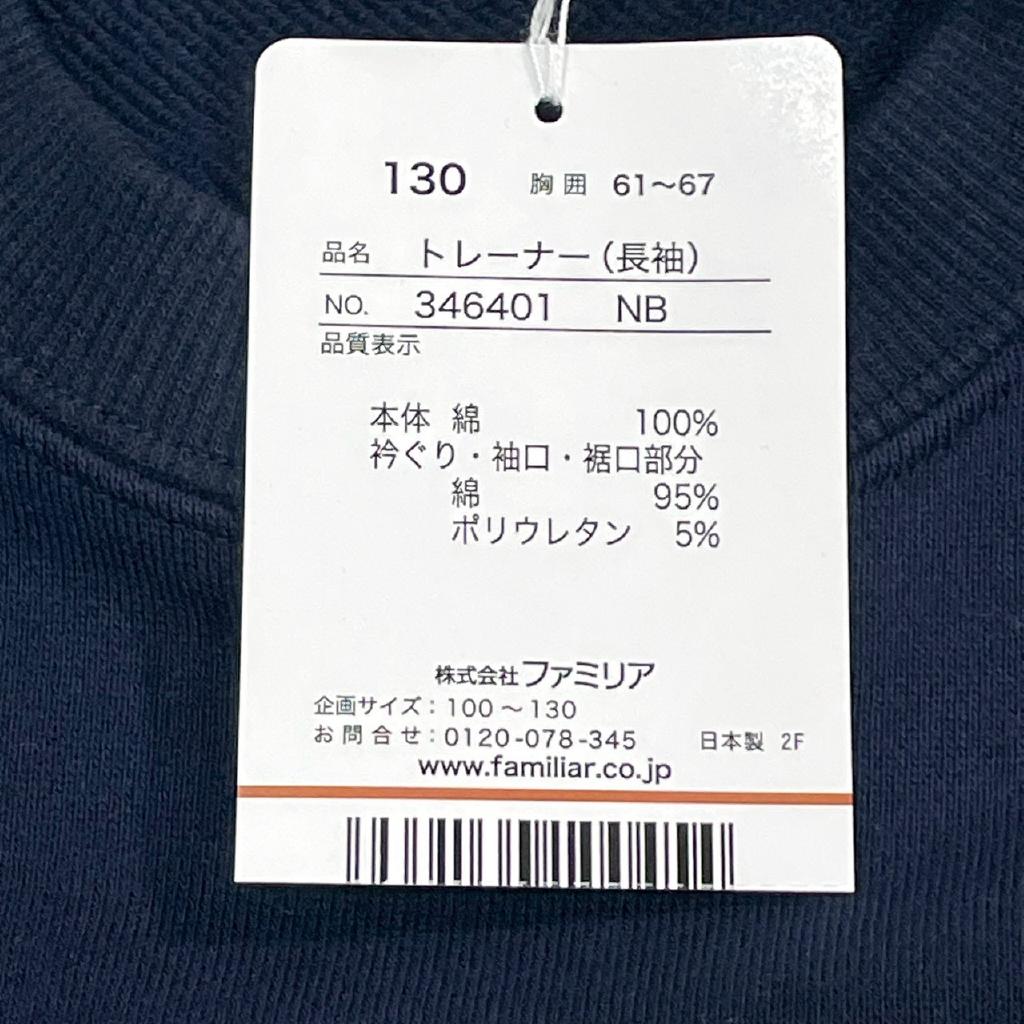 130 胸囲 61～67
品名 トレーナー(長袖)
NO. 346401 NB
品質表示
本体 綿 100%
衿ぐり・袖口・裾口部分
綿 95%
ポリウレタン 5%
株式会社ファミリア
企画サイズ：100～130
お問合せ：0120-078-345 日本製 2F
www.familiar.co.jp